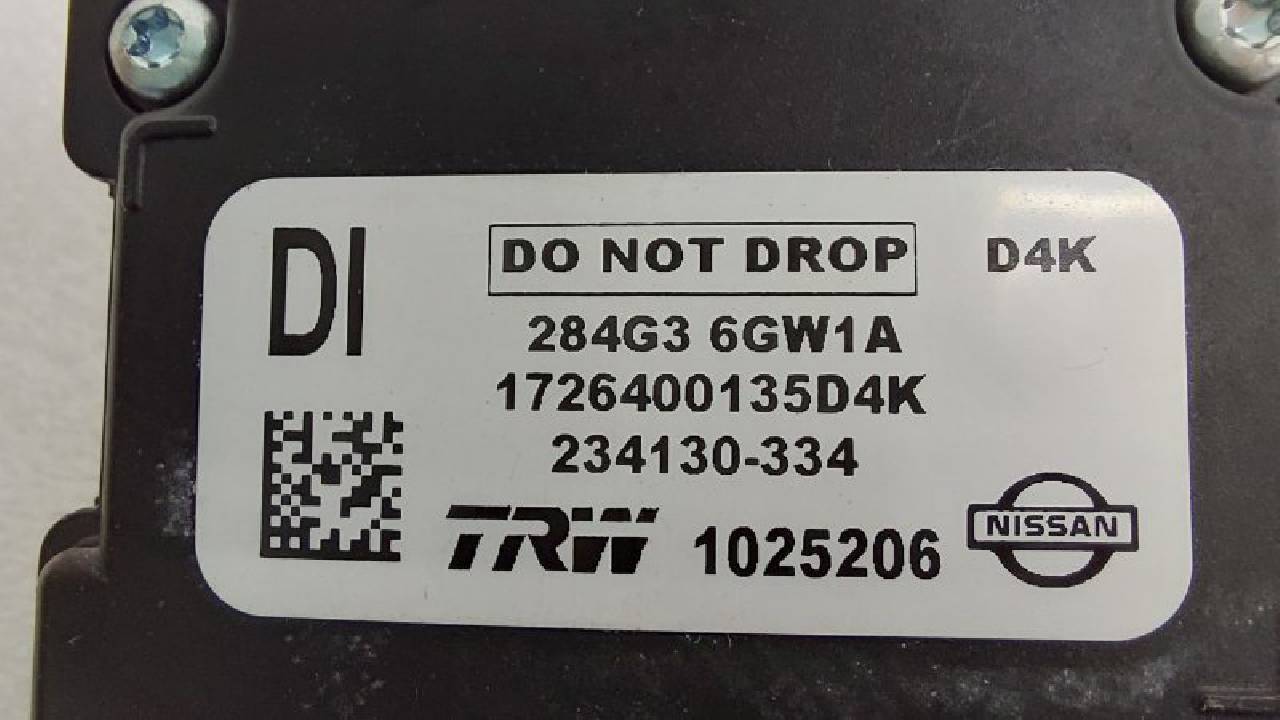 DI
DO NOT DROP
D4K
284G3 6GW1A
1726400135D4K
234130-334
TRW 1025206
NISSAN